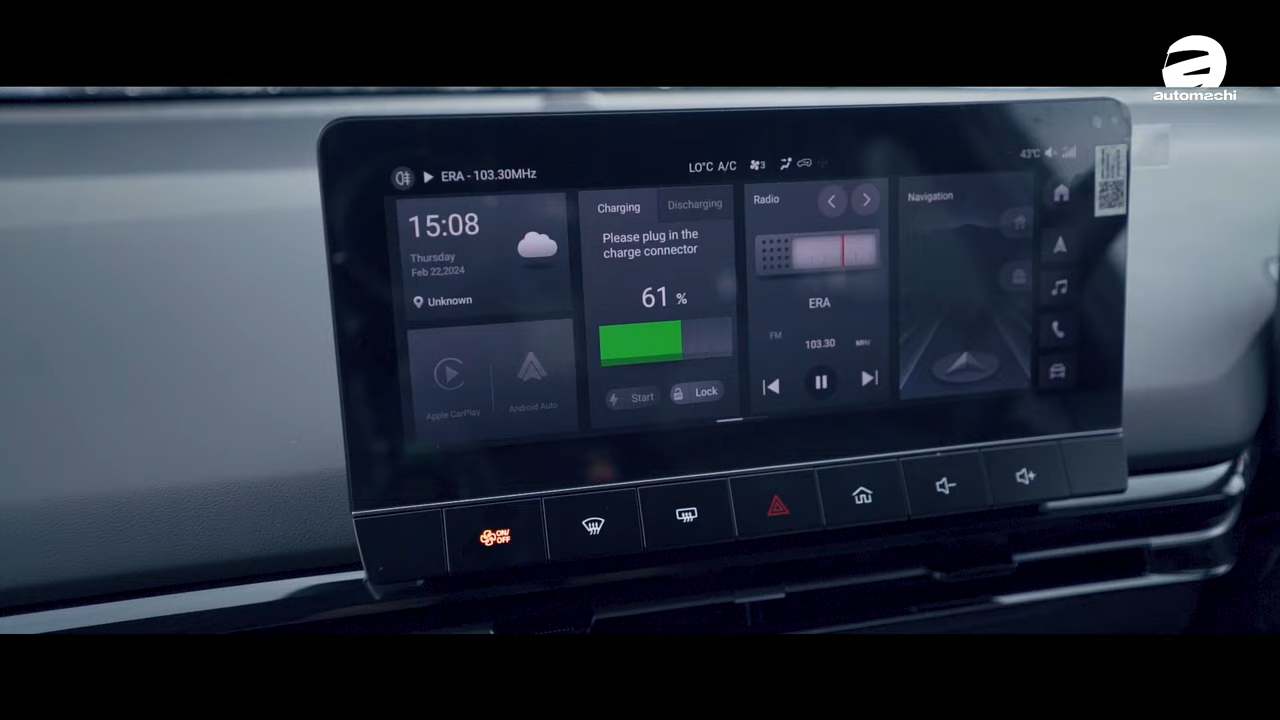 automachi
ERA - 103.30MHz
LO°C A/C
3
43°C
15:08
Thursday
Feb 22,2024
Unknown
Apple CarPlay
Android Auto
Charging
Discharging
Please plug in the
charge connector
61 %
Start
Lock
Radio
ERA
FM
103.30
MHz
Navigation
ON/
OFF